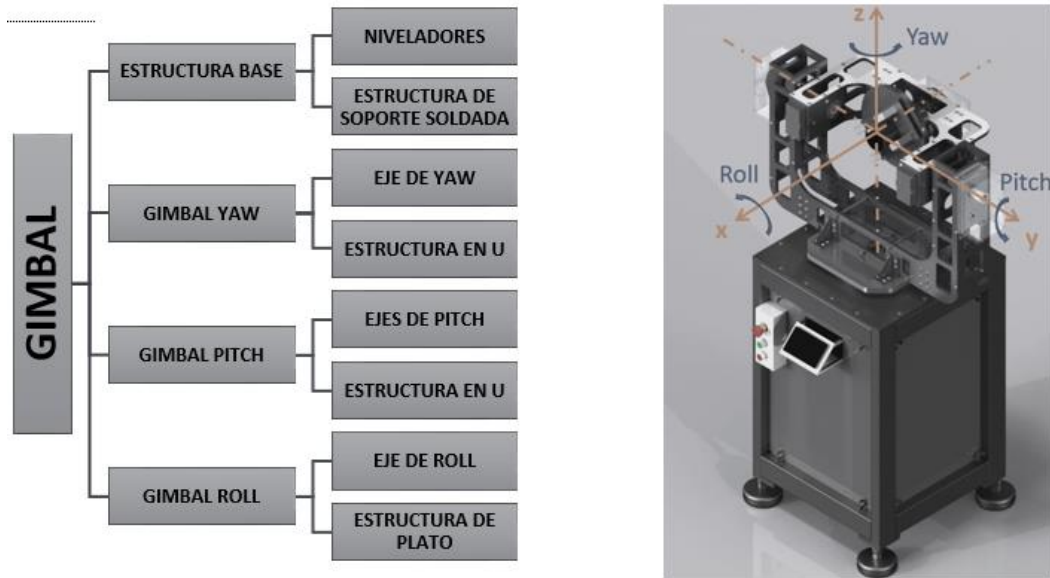 GIMBAL
ESTRUCTURA BASE
NIVELADORES
ESTRUCTURA DE
SOPORTE SOLDADA
GIMBAL YAW
EJE DE YAW
ESTRUCTURA EN U
GIMBAL PITCH
EJES DE PITCH
ESTRUCTURA EN U
GIMBAL ROLL
EJE DE ROLL
ESTRUCTURA DE
PLATO
z
Yaw
Roll
x
Pitch
y